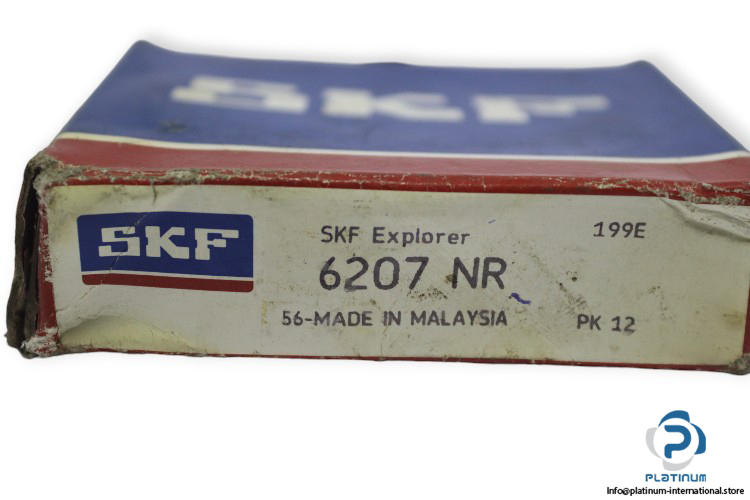 SKF
SKF
SKF Explorer
199E
6207 NR
56-MADE IN MALAYSIA
PK 12
PLATINUM
Info@platinum-international.store